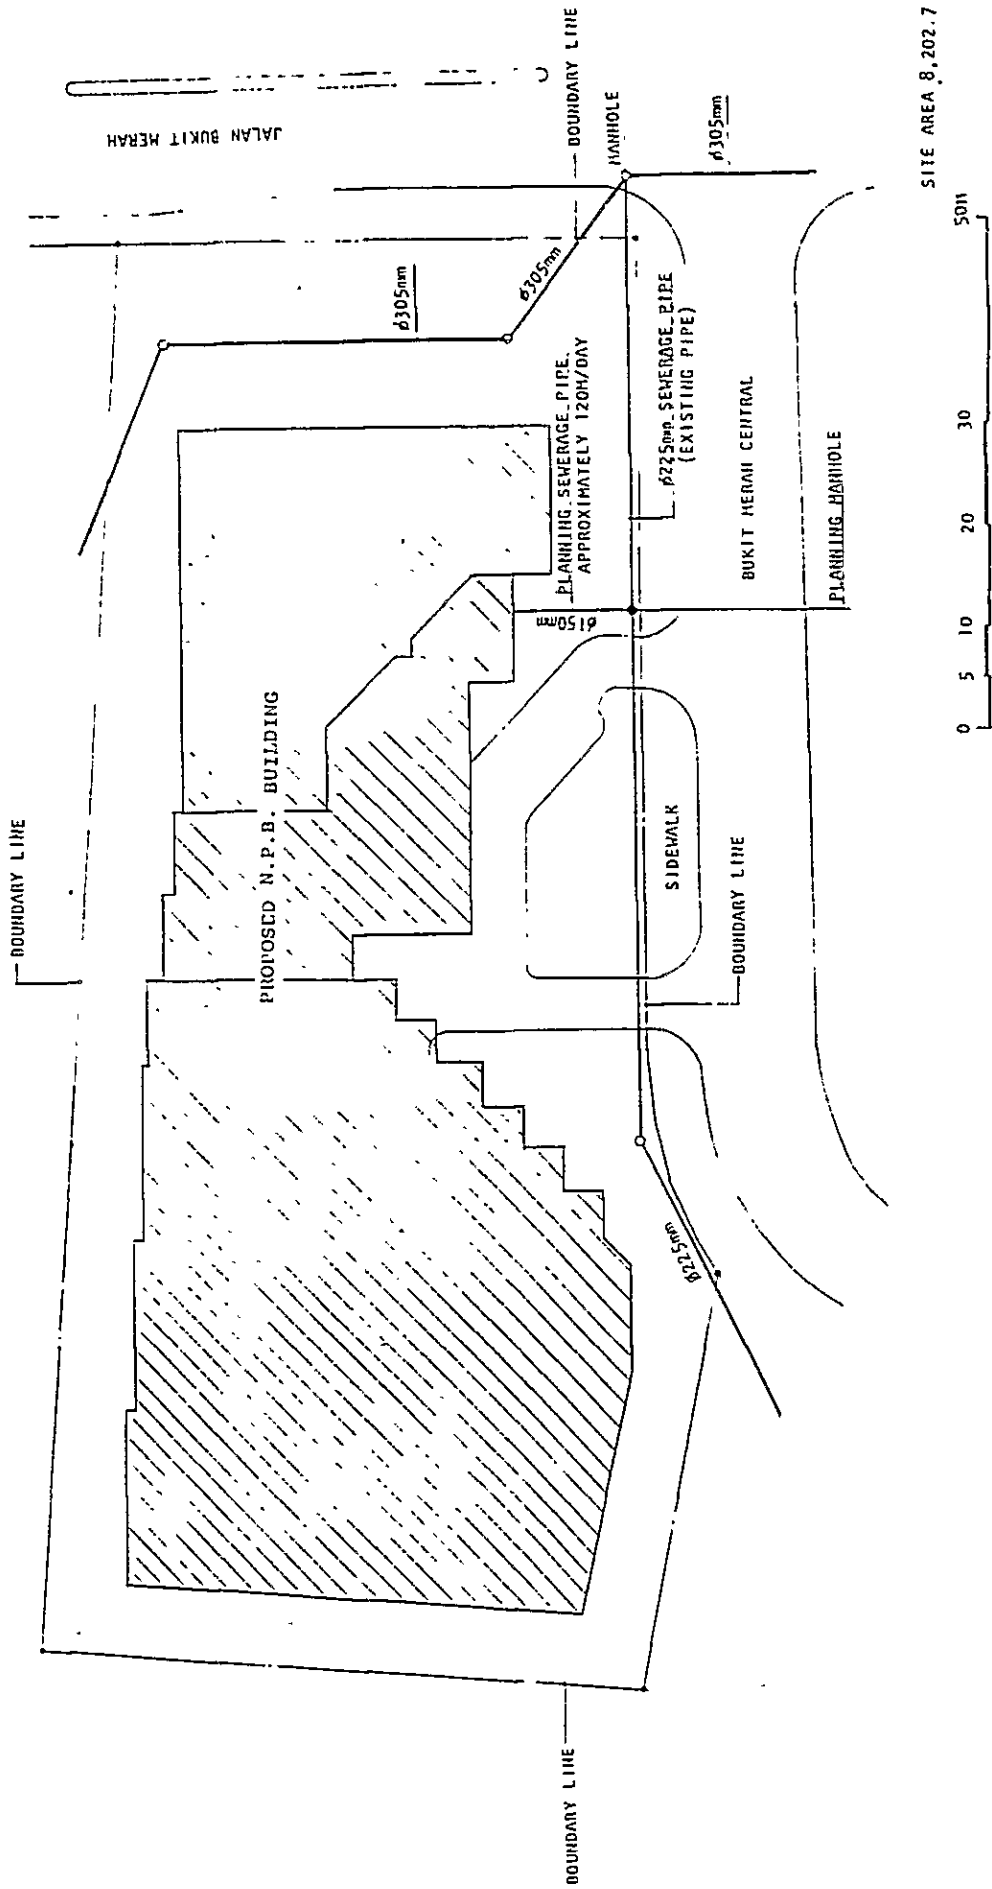 BOUNDARY LINE
JALAN BUKIT MERAH
BOUNDARY LINE
MANHOLE
ø305mm
ø305mm
ø305mm
PROPOSED N.P.B. BUILDING
PLANNING SEWERAGE PIPE.
APPROXIMATELY 120M/DAY
ø150mm
ø225mm SEWERAGE PIPE
(EXISTING PIPE)
BUKIT MERAH CENTRAL
PLANNING MANHOLE
SIDEWALK
BOUNDARY LINE
ø225mm
BOUNDARY LINE
0 5 10 20 30 50M
SITE AREA 8,202.7